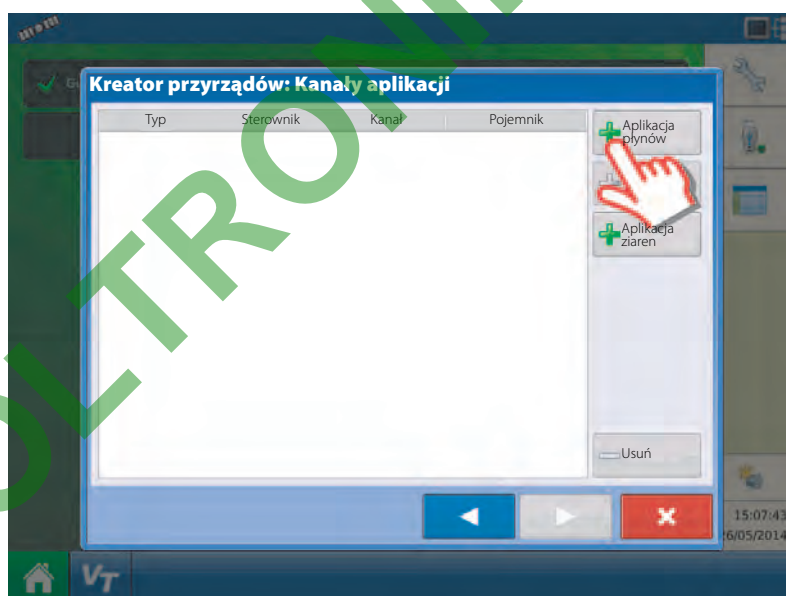 Kreator przyrządów: Kanały aplikacji
Typ Sterownik Kanał Pojemnik
Aplikacja
płynów
Aplikacja
ziaren
Usuń
15:07:43
26/05/2014
VT